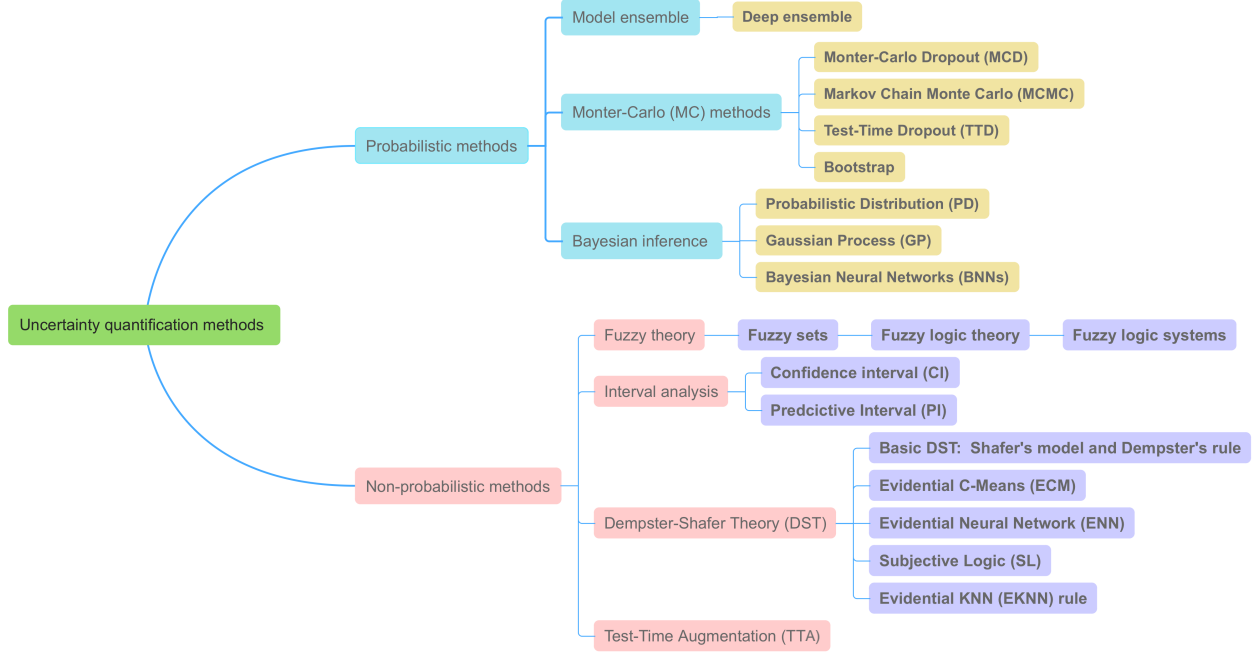 Uncertainty quantification methods
Probabilistic methods
Model ensemble
Deep ensemble
Monter-Carlo (MC) methods
Monter-Carlo Dropout (MCD)
Markov Chain Monte Carlo (MCMC)
Test-Time Dropout (TTD)
Bootstrap
Bayesian inference
Probabilistic Distribution (PD)
Gaussian Process (GP)
Bayesian Neural Networks (BNNs)
Non-probabilistic methods
Fuzzy theory
Fuzzy sets
Fuzzy logic theory
Fuzzy logic systems
Interval analysis
Confidence interval (CI)
Predcictive Interval (PI)
Dempster-Shafer Theory (DST)
Basic DST:  Shafer's model and Dempster's rule
Evidential C-Means (ECM)
Evidential Neural Network (ENN)
Subjective Logic (SL)
Evidential KNN (EKNN) rule
Test-Time Augmentation (TTA)